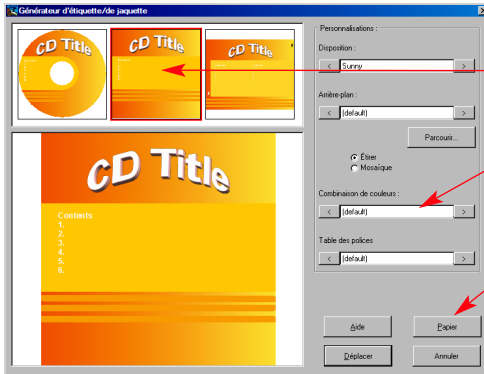 Générateur d'étiquette/de jaquette
CD Title
CD Title
CD Title
CD Title
Contents
1.
2.
3.
4.
5.
6.
Personnalisations :
Disposition :
< Sunny >
Arrière-plan :
< (default) >
Parcourir...
Étirer
Mosaïque
Combinaison de couleurs :
< (default) >
Table des polices
< (default) >
Aide
Papier
Déplacer
Annuler